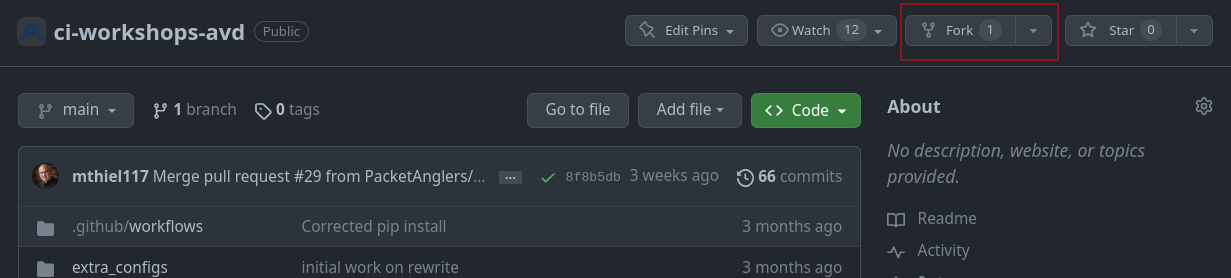 ci-workshops-avd Public Edit Pins Watch 12 Fork 1 Star 0
main 1 branch 0 tags Go to file Add file Code
About
No description, website, or topics
provided.
mthiel117 Merge pull request #29 from PacketAnglers/... ... 8f8b5db 3 weeks ago 66 commits
Readme
.github/workflows Corrected pip install 3 months ago
Activity
extra_configs initial work on rewrite 3 months ago